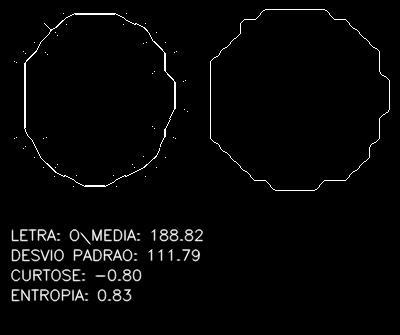 LETRA: O\MEDIA: 188.82
DESVIO PADRAO: 111.79
CURTOSE: -0.80
ENTROPIA: 0.83